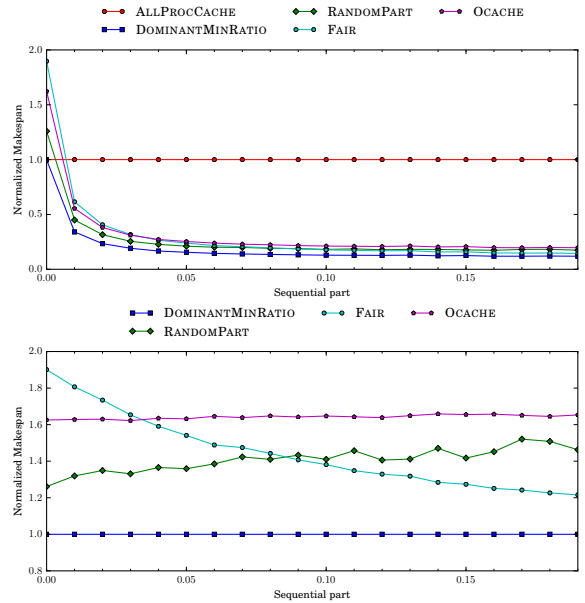 ALLPROCCACHE RANDOMPART OCACHE
DOMINANTMINRATIO FAIR
2.0
1.5
1.0
0.5
0.0
Normalized Makespan
0.00 0.05 0.10 0.15
Sequential part
DOMINANTMINRATIO FAIR OCACHE
RANDOMPART
2.0
1.8
1.6
1.4
1.2
1.0
0.8
Normalized Makespan
0.00 0.05 0.10 0.15
Sequential part